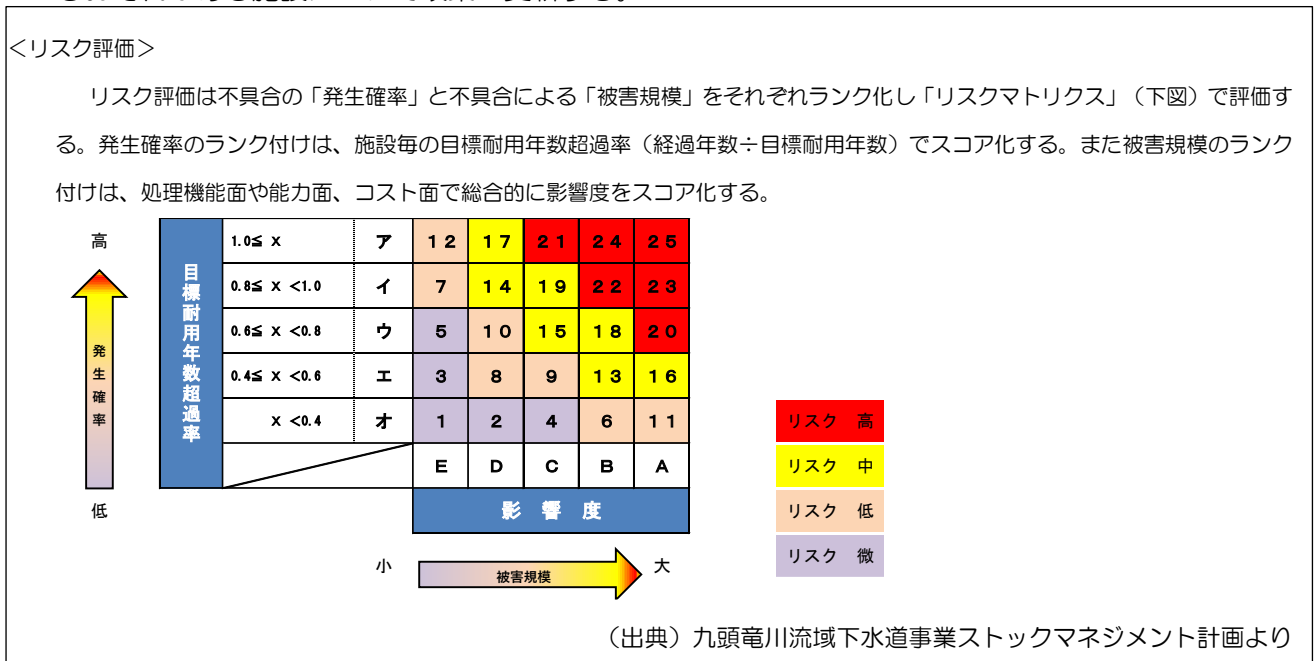 ＜リスク評価＞
リスク評価は不具合の「発生確率」と不具合による「被害規模」をそれぞれランク化し「リスクマトリクス」（下図）で評価す
る。発生確率のランク付けは、施設毎の目標耐用年数超過率（経過年数÷目標耐用年数）でスコア化する。また被害規模のランク
付けは、処理機能面や能力面、コスト面で総合的に影響度をスコア化する。
高
発生確率
低
目標耐用年数超過率
1.0≦ x ア 12 17 21 24 25
0.8≦ x <1.0 イ 7 14 19 22 23
0.6≦ x <0.8 ウ 5 10 15 18 20
0.4≦ x <0.6 エ 3 8 9 13 16
x <0.4 オ 1 2 4 6 11
E D C B A
影響度
小 被害規模 大
リスク 高
リスク 中
リスク 低
リスク 微
（出典）九頭竜川流域下水道事業ストックマネジメント計画より